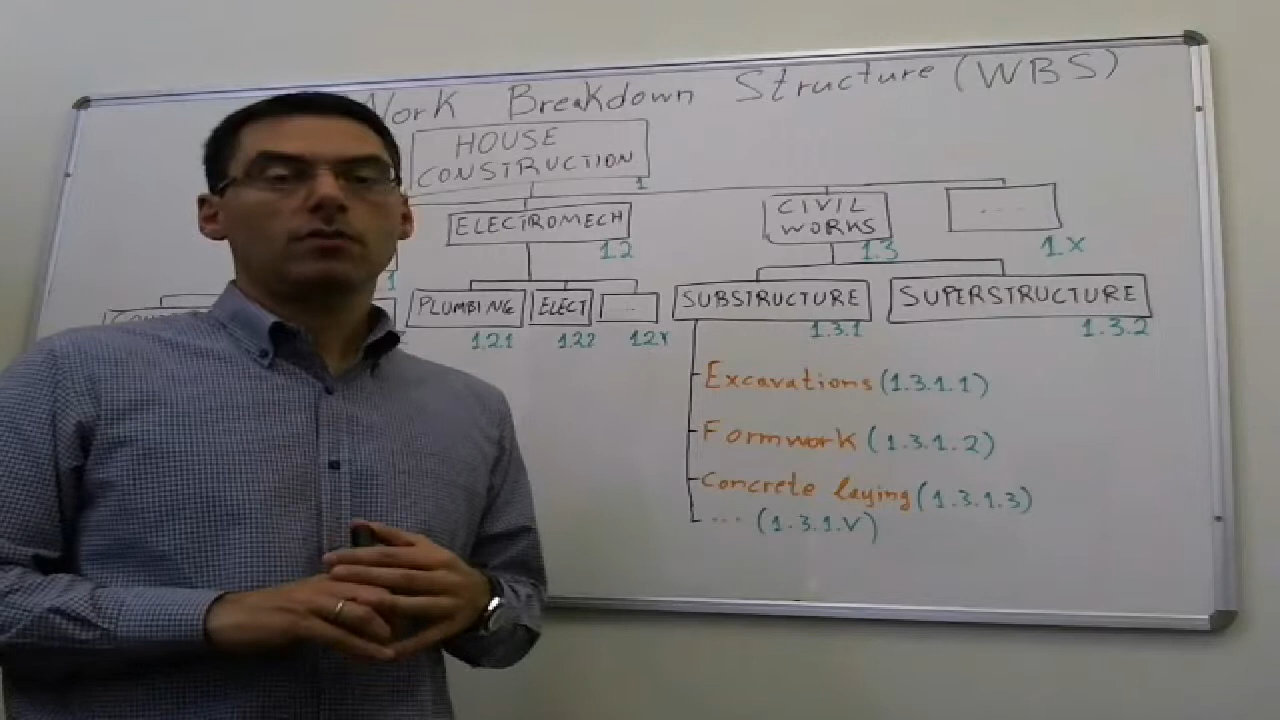 Work Breakdown Structure (WBS)
HOUSE
CONSTRUCTION
1
ELECTROMECH
1.2
CIVIL
WORKS
1.3
....
1.X
1
PLUMBING
1.2.1
ELECT
1.2.2
..
SUBSTRUCTURE
1.3.1
SUPERSTRUCTURE
1.3.2
Excavations (1.3.1.1)
Formwork (1.3.1.2)
Concrete laying (1.3.1.3)
... (1.3.1.V)